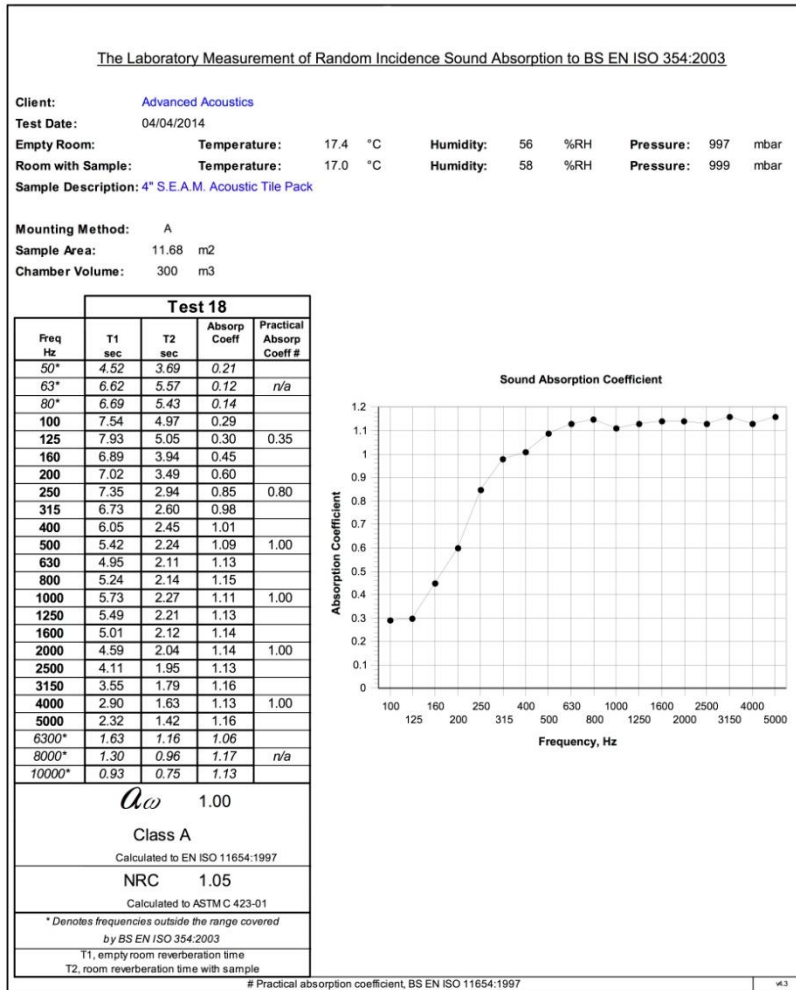 The Laboratory Measurement of Random Incidence Sound Absorption to BS EN ISO 354:2003
Client: Advanced Acoustics
Test Date: 04/04/2014
Empty Room: Temperature: 17.4 °C Humidity: 56 %RH Pressure: 997 mbar
Room with Sample: Temperature: 17.0 °C Humidity: 58 %RH Pressure: 999 mbar
Sample Description: 4" S.E.A.M. Acoustic Tile Pack
Mounting Method: A
Sample Area: 11.68 m2
Chamber Volume: 300 m3
Test 18
Freq Hz T1 sec T2 sec Absorp Coeff Practical Absorp Coeff #
50* 4.52 3.69 0.21
63* 6.62 5.57 0.12 n/a
80* 6.69 5.43 0.14
100 7.54 4.97 0.29
125 7.93 5.05 0.30 0.35
160 6.89 3.94 0.45
200 7.02 3.49 0.60
250 7.35 2.94 0.85 0.80
315 6.73 2.60 0.98
400 6.05 2.45 1.01
500 5.42 2.24 1.09 1.00
630 4.95 2.11 1.13
800 5.24 2.14 1.15
1000 5.73 2.27 1.11 1.00
1250 5.49 2.21 1.13
1600 5.01 2.12 1.14
2000 4.59 2.04 1.14 1.00
2500 4.11 1.95 1.13
3150 3.55 1.79 1.16
4000 2.90 1.63 1.13 1.00
5000 2.32 1.42 1.16
6300* 1.63 1.16 1.06
8000* 1.30 0.96 1.17 n/a
10000* 0.93 0.75 1.13
aω 1.00
Class A
Calculated to EN ISO 11654:1997
NRC 1.05
Calculated to ASTM C 423-01
* Denotes frequencies outside the range covered
by BS EN ISO 354:2003
T1, empty room reverberation time
T2, room reverberation time with sample
Sound Absorption Coefficient
Absorption Coefficient
1.2
1.1
1
0.9
0.8
0.7
0.6
0.5
0.4
0.3
0.2
0.1
0
100 160 250 400 630 1000 1600 2500 4000
125 200 315 500 800 1250 2000 3150 5000
Frequency, Hz
# Practical absorption coefficient, BS EN ISO 11654:1997
v4.3